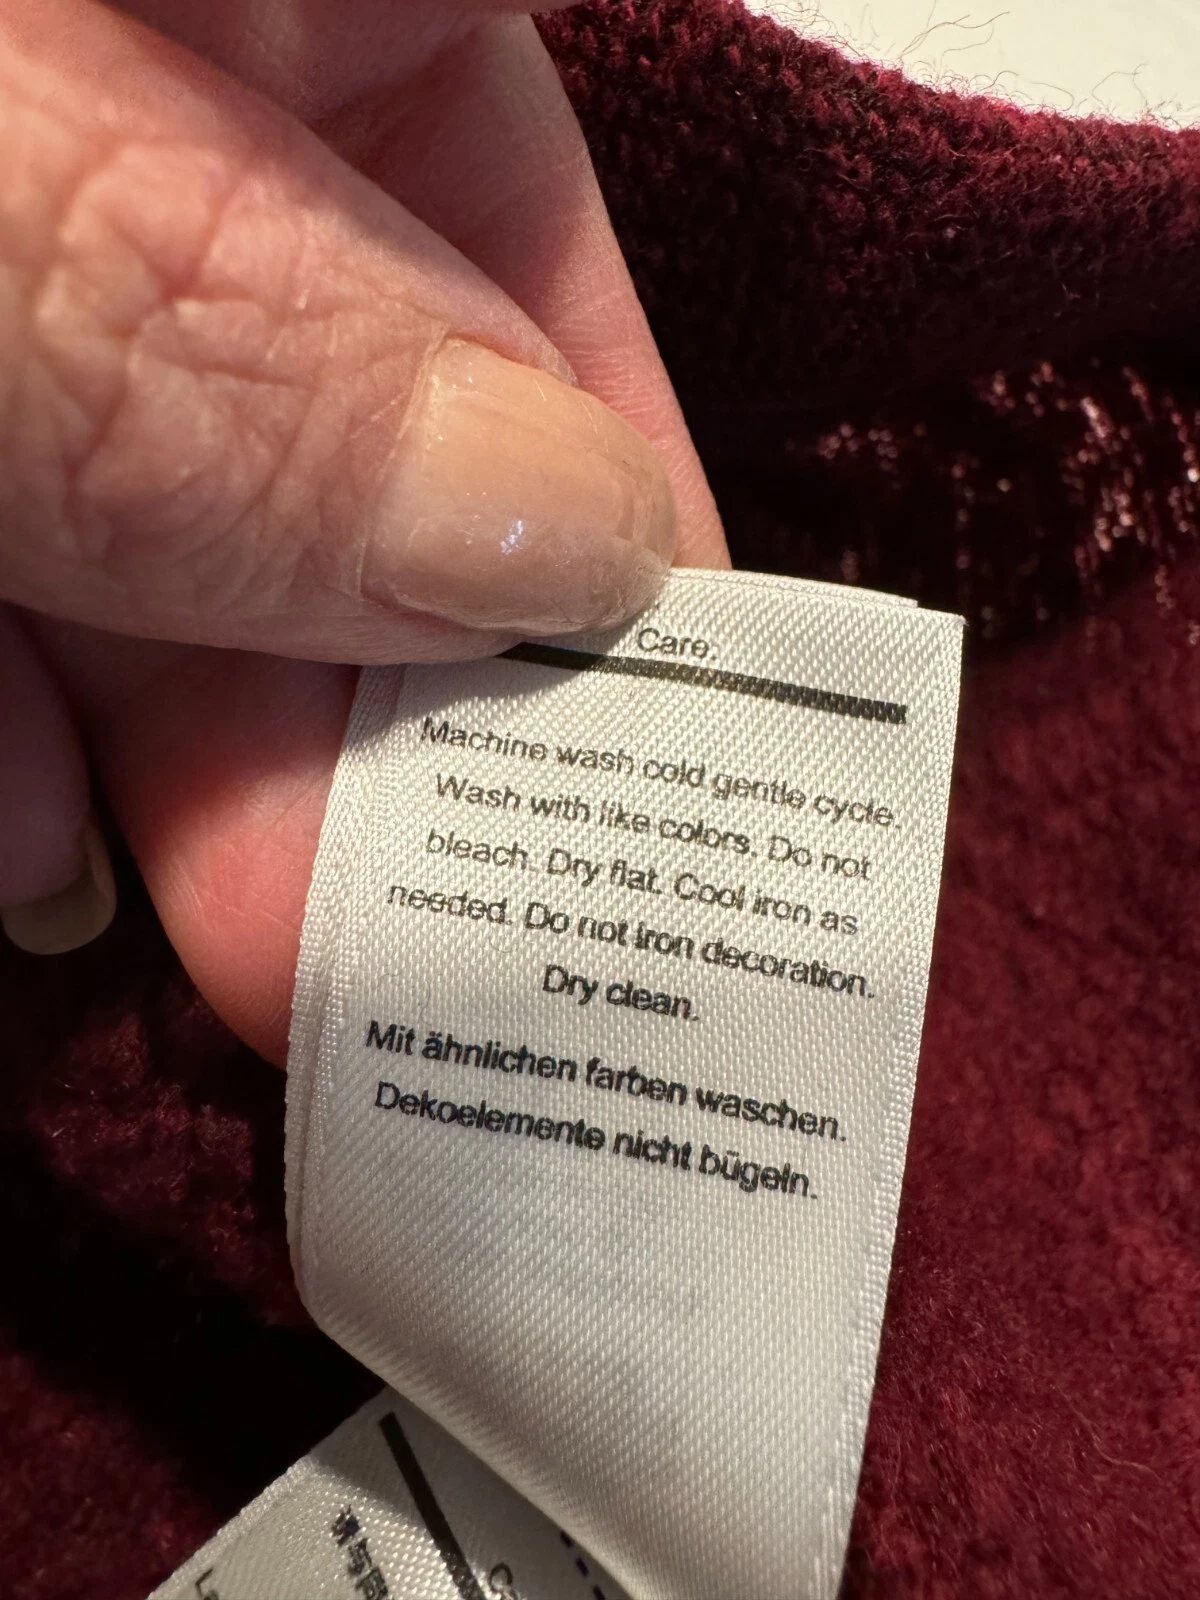 Care:
Machine wash cold gentle cycle.
Wash with like colors. Do not
bleach. Dry flat. Cool iron as
needed. Do not iron decoration.
Dry clean.
Mit ähnlichen farben waschen.
Dekoelemente nicht bügeln.